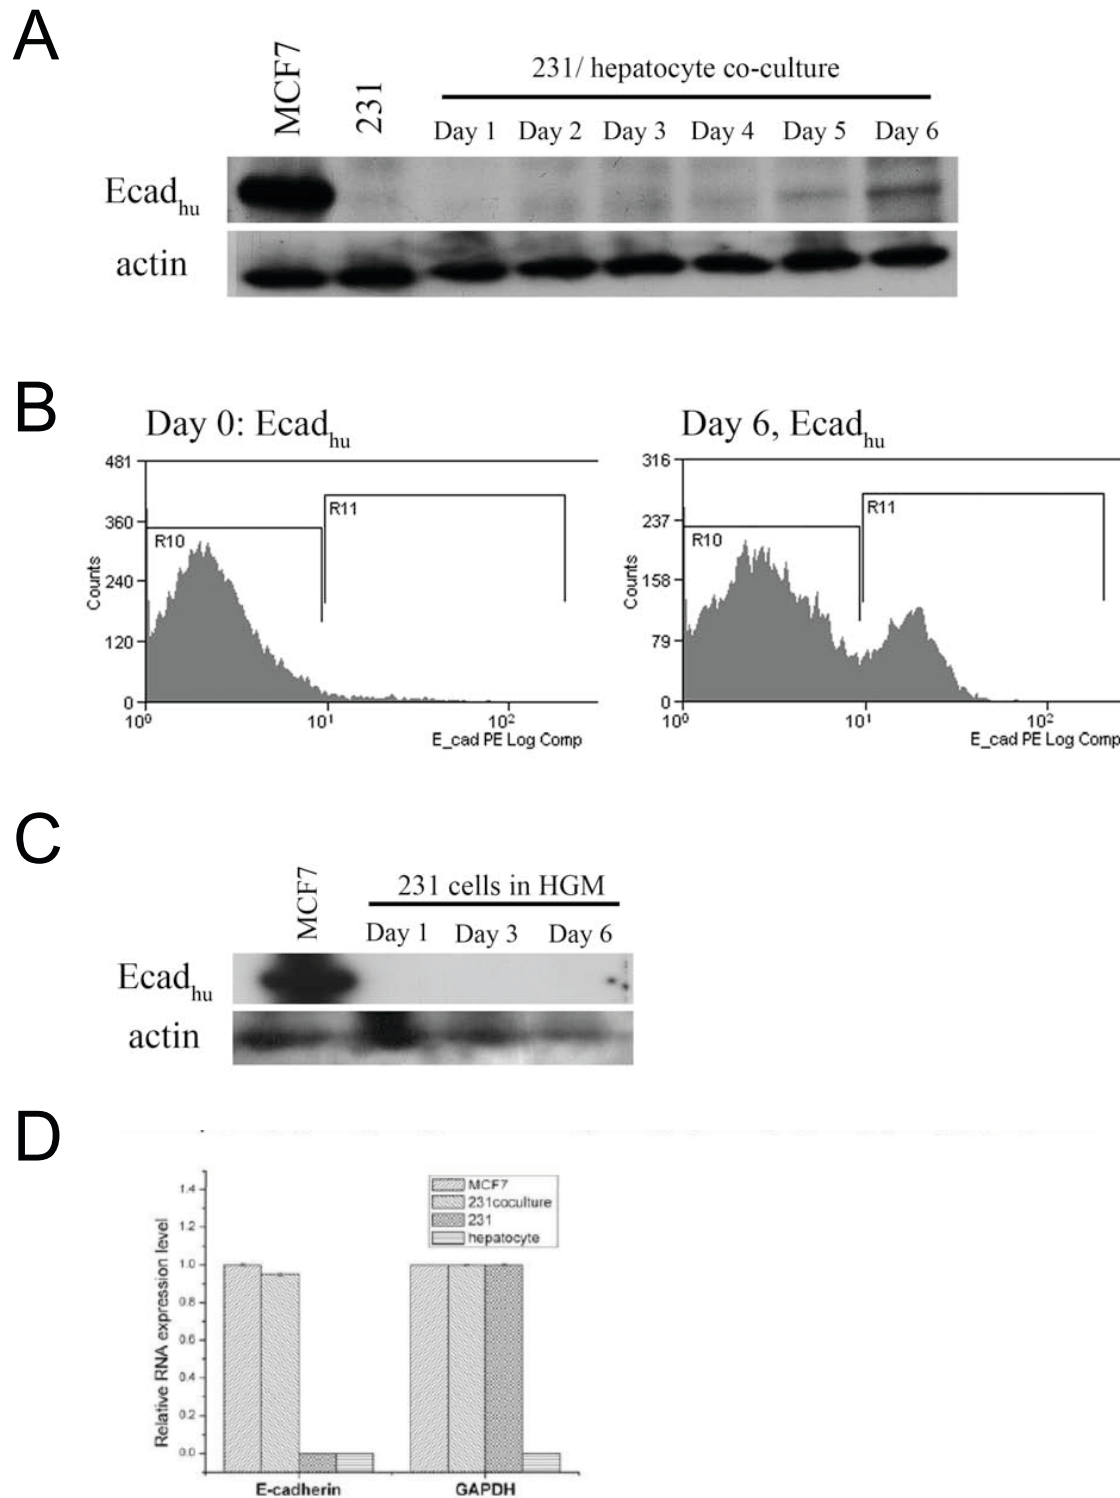 A
MCF7
231
231/ hepatocyte co-culture
Day 1 Day 2 Day 3 Day 4 Day 5 Day 6
Ecadhu
actin
B
Day 0: Ecadhu
481
360
240
120
0
Counts
R10
R11
10⁰ 10¹ 10²
E_cad PE Log Comp
Day 6, Ecadhu
316
237
158
79
0
Counts
R10
R11
10⁰ 10¹ 10²
E_cad PE Log Comp
C
MCF7
231 cells in HGM
Day 1 Day 3 Day 6
Ecadhu
actin
D
Relative RNA expression level
1.4
1.2
1.0
0.8
0.6
0.4
0.2
0.0
MCF7
231coculture
231
hepatocyte
E-cadherin GAPDH